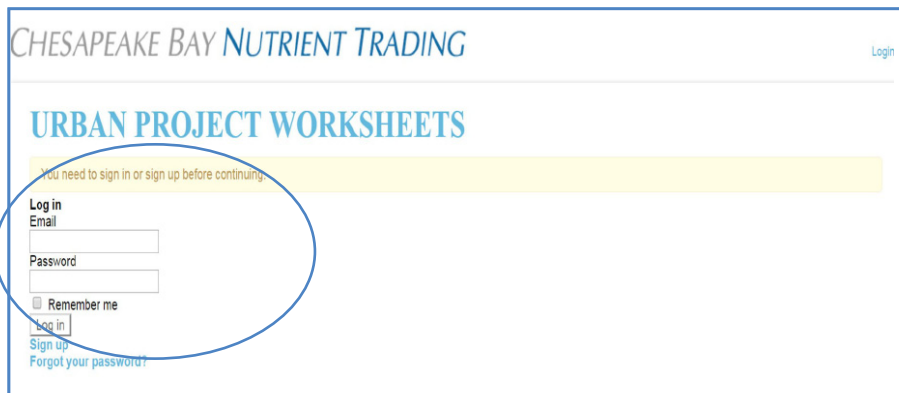 CHESAPEAKE BAY NUTRIENT TRADING
Login
URBAN PROJECT WORKSHEETS
You need to sign in or sign up before continuing.
Log in
Email
Password
Remember me
Log in
Sign up
Forgot your password?